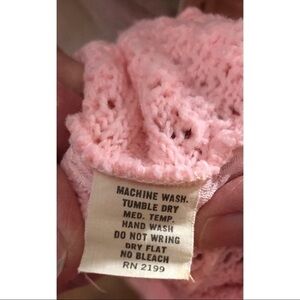 MACHINE WASH.
TUMBLE DRY
MED. TEMP.
HAND WASH
DO NOT WRING
DRY FLAT
NO BLEACH
RN 2199